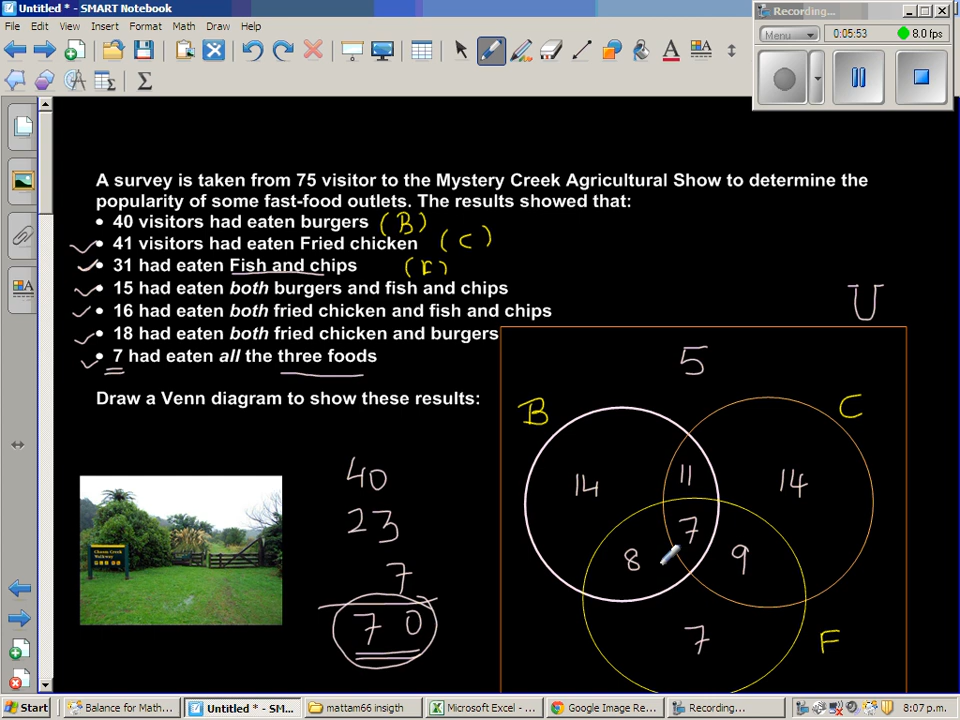 Untitled * - SMART Notebook
File Edit View Insert Format Tools Math Draw Help
Recording...
Menu 0:05:53 8.0 fps
A survey is taken from 75 visitor to the Mystery Creek Agricultural Show to determine the
popularity of some fast-food outlets. The results showed that:
• 40 visitors had eaten burgers (B)
• 41 visitors had eaten Fried chicken (C)
• 31 had eaten Fish and chips (F)
• 15 had eaten both burgers and fish and chips
• 16 had eaten both fried chicken and fish and chips
• 18 had eaten both fried chicken and burgers
• 7 had eaten all the three foods
Draw a Venn diagram to show these results:
U
5
B C
14 11 14
7
8 9
7 F
40
23
7
70
Start Balance for Math... Untitled * - SM... mattam66 insigth Microsoft Excel - ... Google Image Re... Recording... 8:07 p.m.